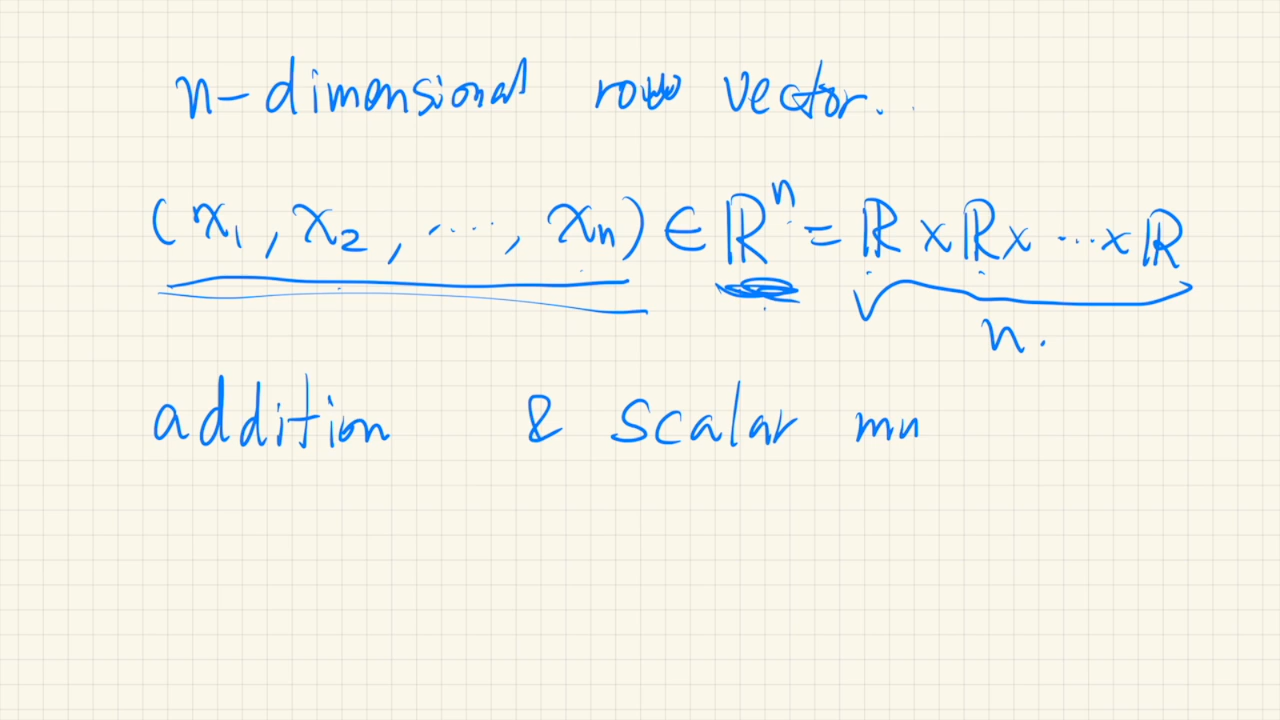 n-dimensional row vector.
(x₁, x₂, ..., xₙ) ∈ ℝⁿ = ℝ × ℝ × ... × ℝ
n.
addition & scalar mu